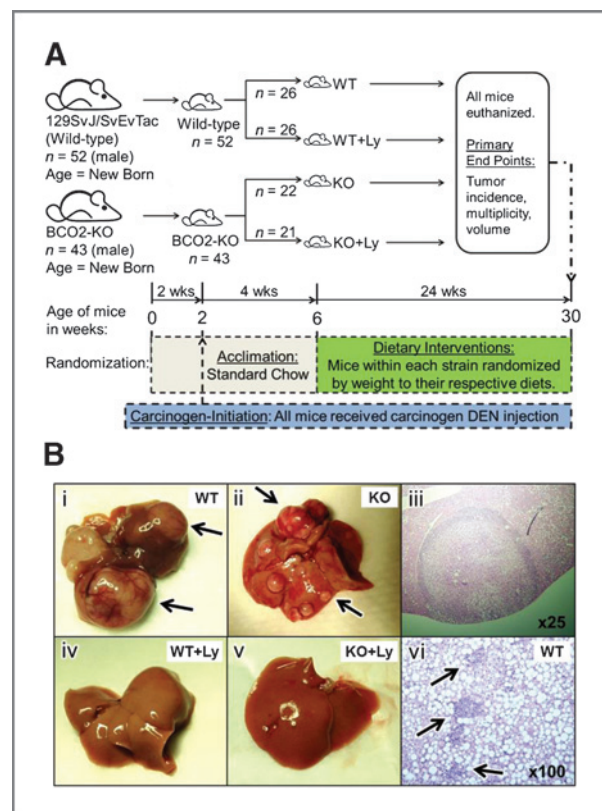 A
129SvJ/SvEvTac
(Wild-type)
n = 52 (male)
Age = New Born
Wild-type
n = 52
n = 26
WT
n = 26
WT+Ly
BCO2-KO
n = 43 (male)
Age = New Born
BCO2-KO
n = 43
n = 22
KO
n = 21
KO+Ly
All mice
euthanized.
Primary
End Points:
Tumor
incidence,
multiplicity,
volume
2 wks
4 wks
24 wks
Age of mice
in weeks:
0
2
6
30
Randomization:
Acclimation:
Standard Chow
Dietary Interventions:
Mice within each strain randomized
by weight to their respective diets.
Carcinogen-Initiation: All mice received carcinogen DEN injection
B
i
WT
ii
KO
iii
x25
iv
WT+Ly
v
KO+Ly
vi
WT
x100